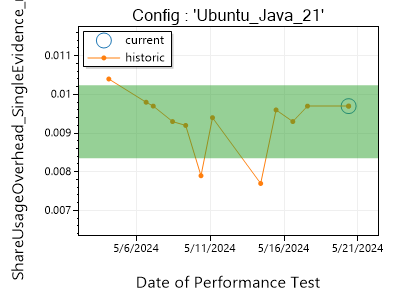 Config : 'Ubuntu_Java_21'
current
historic
0.011
0.01
0.009
0.008
0.007
ShareUsageOverhead_SingleEvidence_
5/6/2024
5/11/2024
5/16/2024
5/21/2024
Date of Performance Test